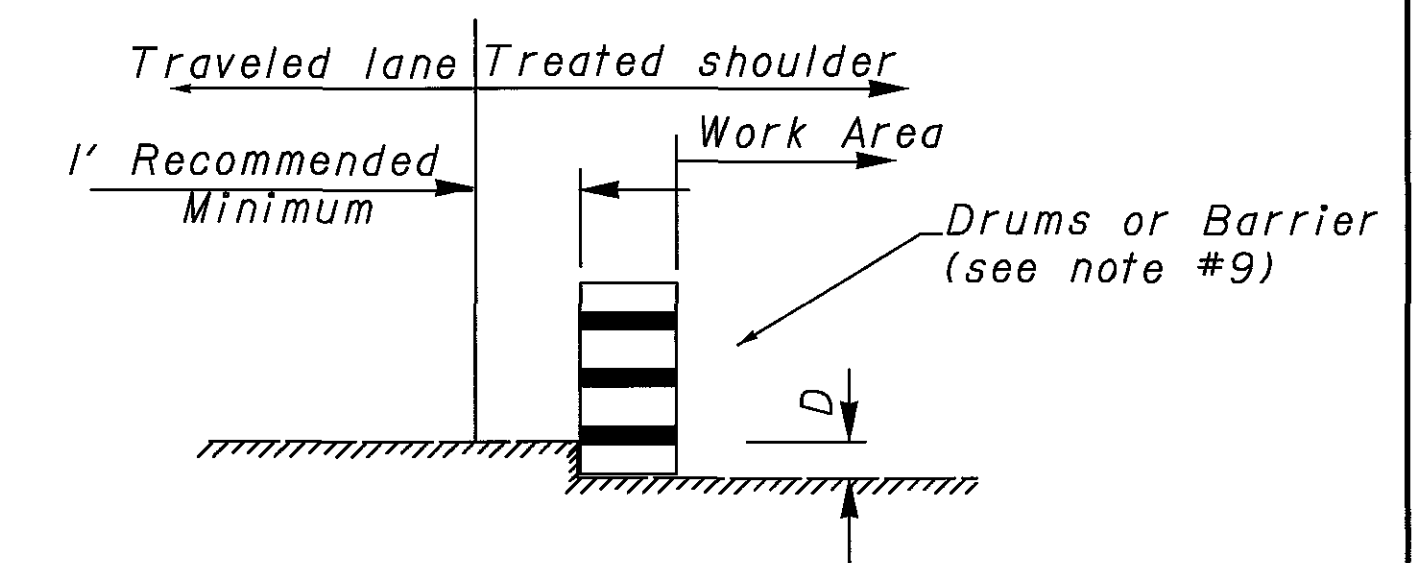 Traveled lane Treated shoulder
Work Area
1' Recommended
Minimum
Drums or Barrier
(see note #9)
D